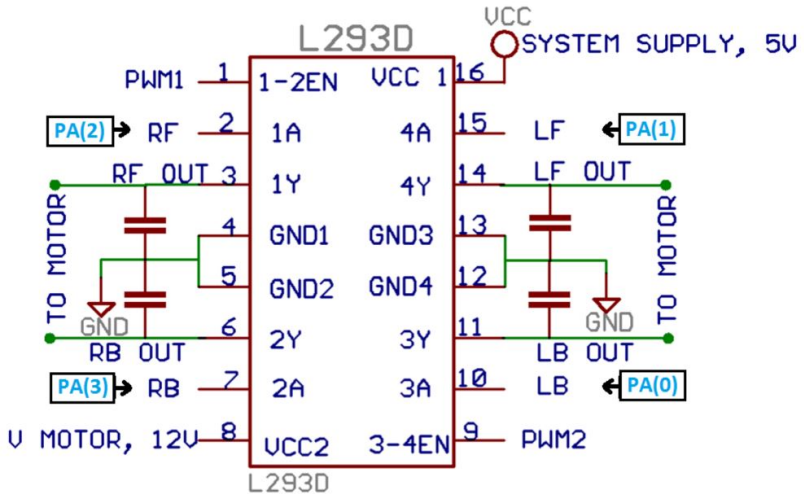 VCC
L293D
SYSTEM SUPPLY, 5V
PWM1 1 1-2EN VCC 1 16
PA(2) RF 2 1A 4A 15 LF PA(1)
RF OUT 3 1Y 4Y 14 LF OUT
4 GND1 GND3 13
TO MOTOR
TO MOTOR
5 GND2 GND4 12
GND
GND
6 2Y 3Y 11
RB OUT LB OUT
PA(3) RB 7 2A 3A 10 LB PA(0)
V MOTOR, 12V 8 VCC2 3-4EN 9 PWM2
L293D